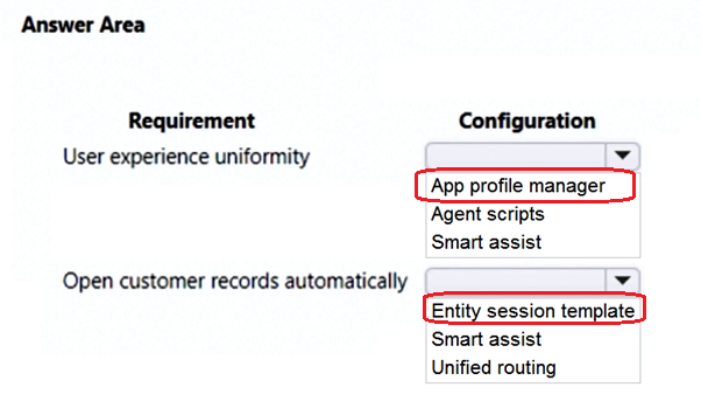 Answer Area
Requirement Configuration
User experience uniformity
App profile manager
Agent scripts
Smart assist
Open customer records automatically
Entity session template
Smart assist
Unified routing